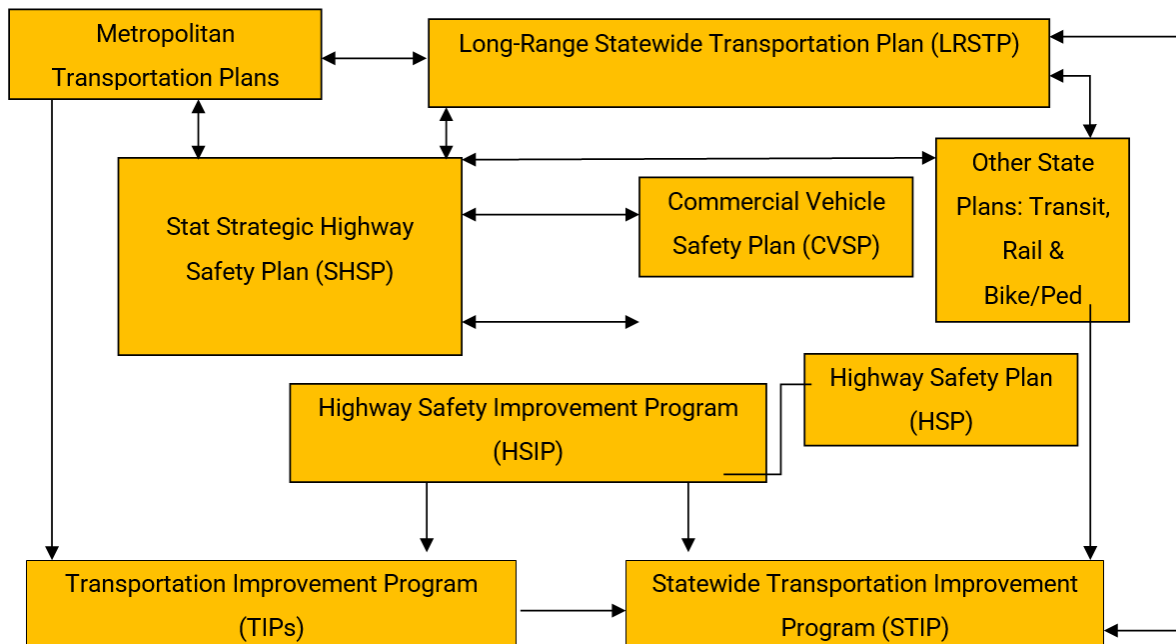 Metropolitan
Transportation Plans
Long-Range Statewide Transportation Plan (LRSTP)
Stat Strategic Highway
Safety Plan (SHSP)
Commercial Vehicle
Safety Plan (CVSP)
Other State
Plans: Transit,
Rail &
Bike/Ped
Highway Safety Improvement Program
(HSIP)
Highway Safety Plan
(HSP)
Transportation Improvement Program
(TIPs)
Statewide Transportation Improvement
Program (STIP)